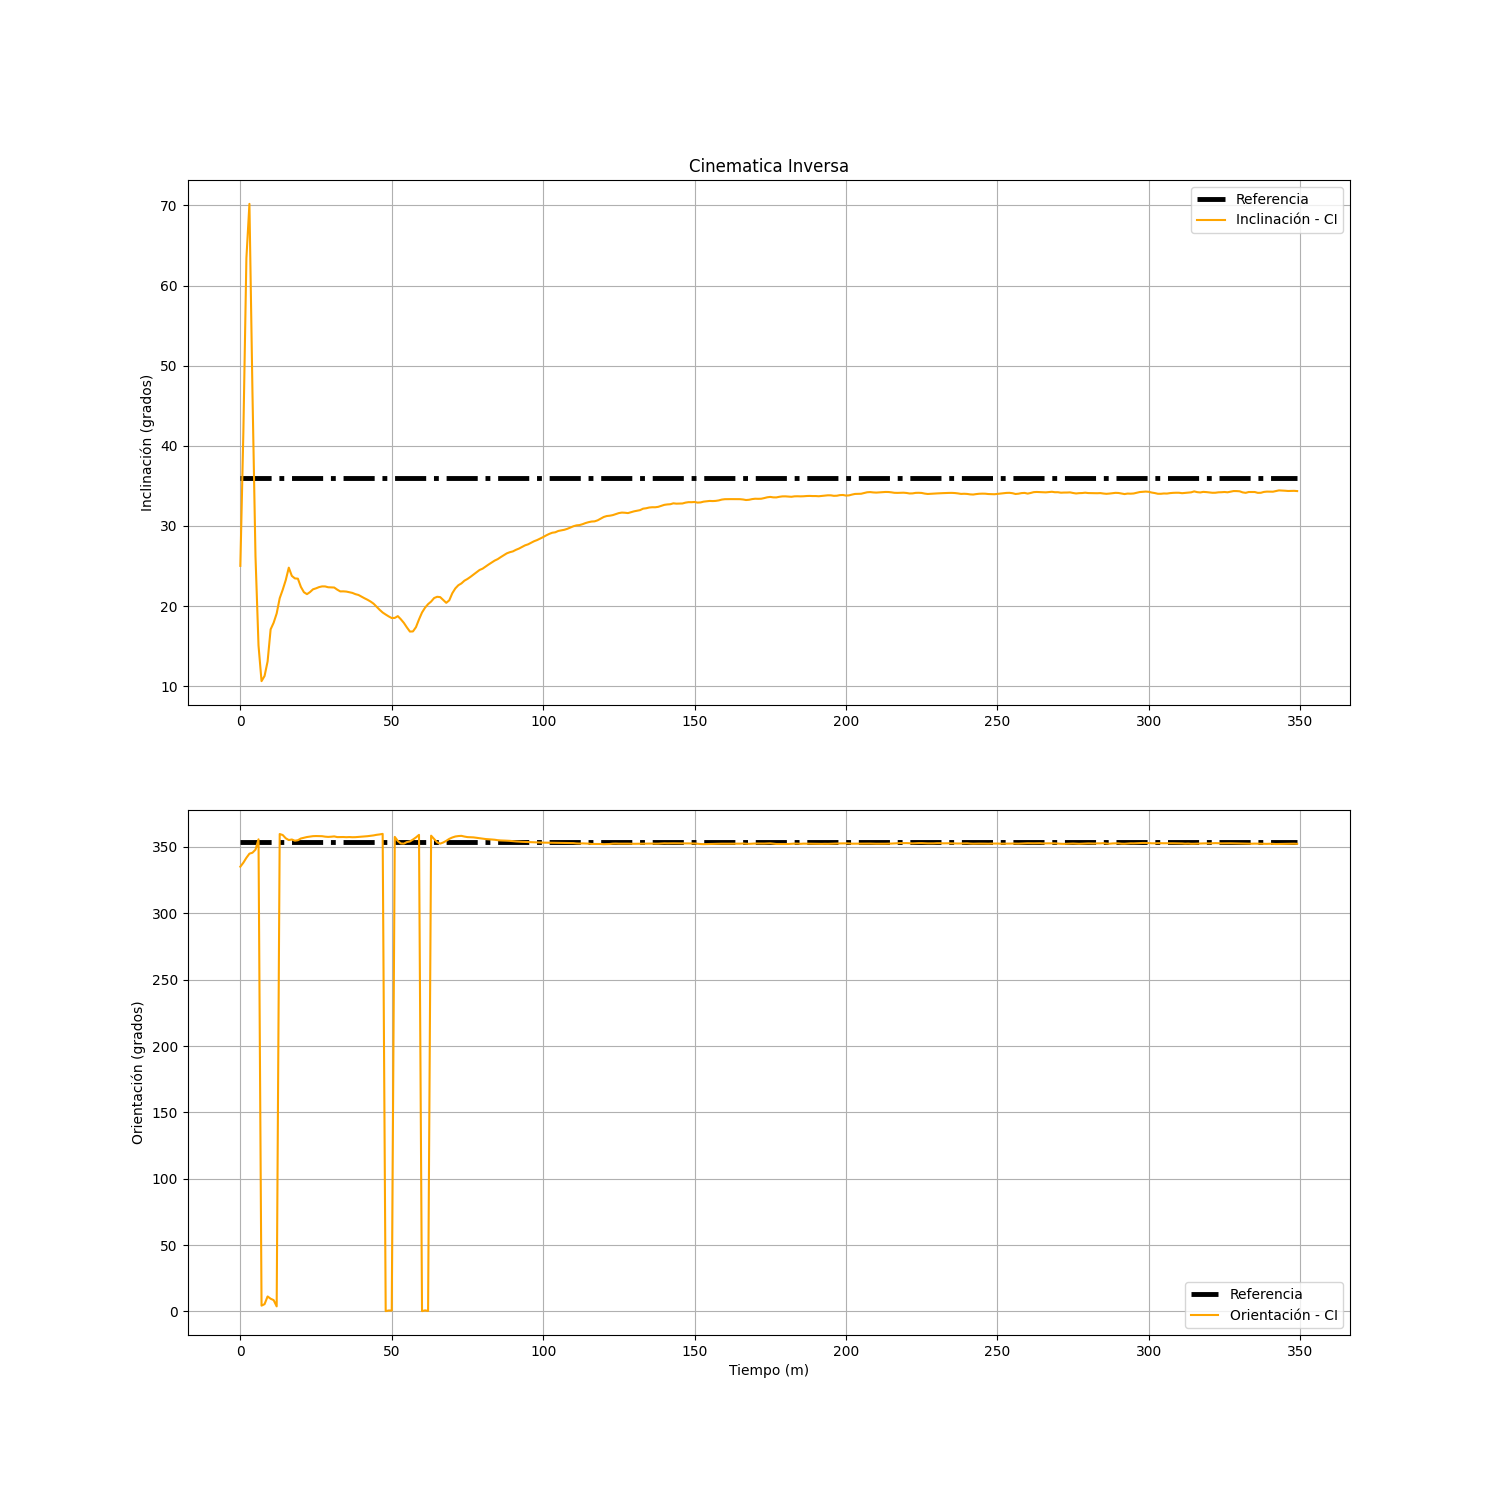 Cinematica Inversa
Referencia
Inclinación - CI
Inclinación (grados)
70
60
50
40
30
20
10
0 50 100 150 200 250 300 350
Orientación (grados)
350
300
250
200
150
100
50
0
Referencia
Orientación - CI
0 50 100 150 200 250 300 350
Tiempo (m)